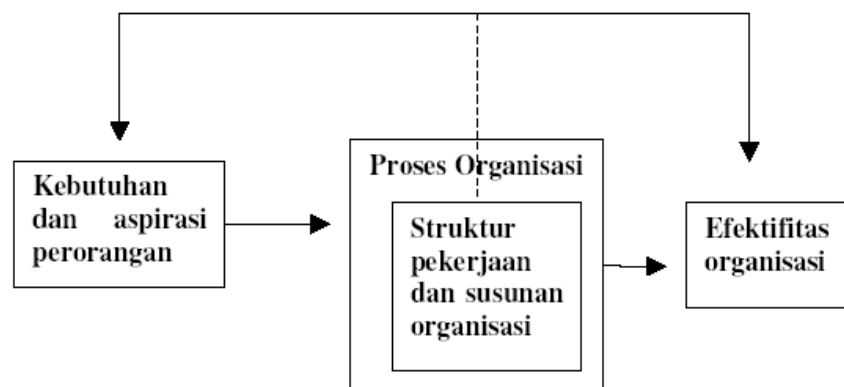 Kebutuhan
dan aspirasi
perorangan
Proses Organisasi
Struktur
pekerjaan
dan susunan
organisasi
Efektifitas
organisasi